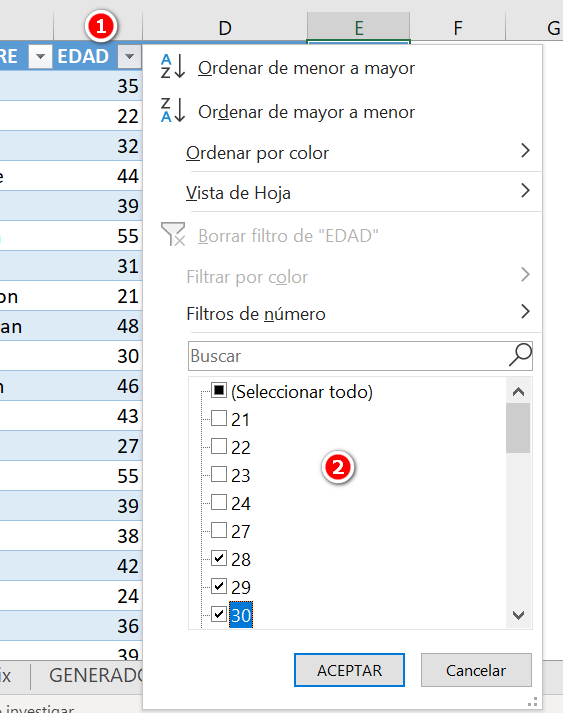 1
D E F G
RE EDAD
35
22
32
e 44
39
55
31
on 21
an 48
30
n 46
43
27
55
39
38
42
24
36
39
Ordenar de menor a mayor
Ordenar de mayor a menor
Ordenar por color
Vista de Hoja
Borrar filtro de "EDAD"
Filtrar por color
Filtros de número
Buscar
(Seleccionar todo)
21
22
23
24
27
28
29
30
2
ACEPTAR Cancelar
ix GENERADO
investigar